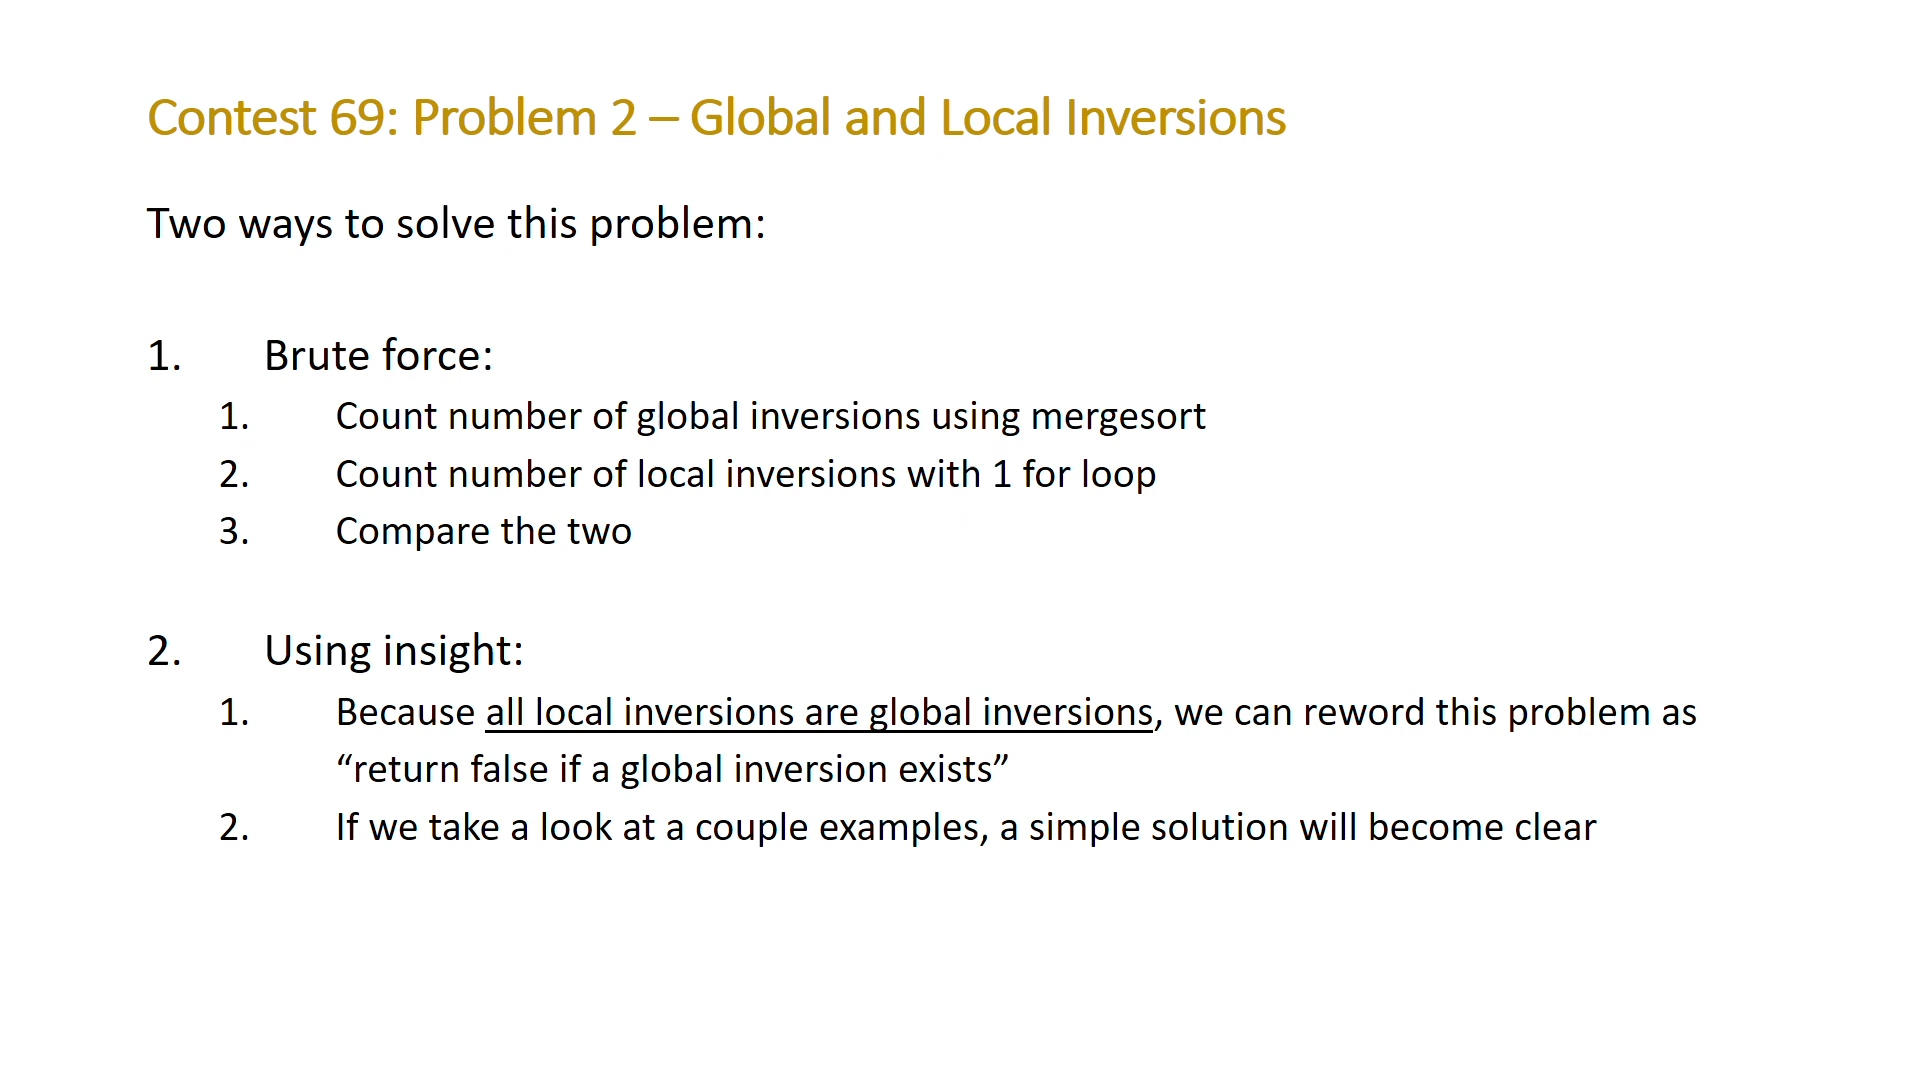 Contest 69: Problem 2 – Global and Local Inversions
Two ways to solve this problem:
1. Brute force:
1. Count number of global inversions using mergesort
2. Count number of local inversions with 1 for loop
3. Compare the two
2. Using insight:
1. Because all local inversions are global inversions, we can reword this problem as
“return false if a global inversion exists”
2. If we take a look at a couple examples, a simple solution will become clear